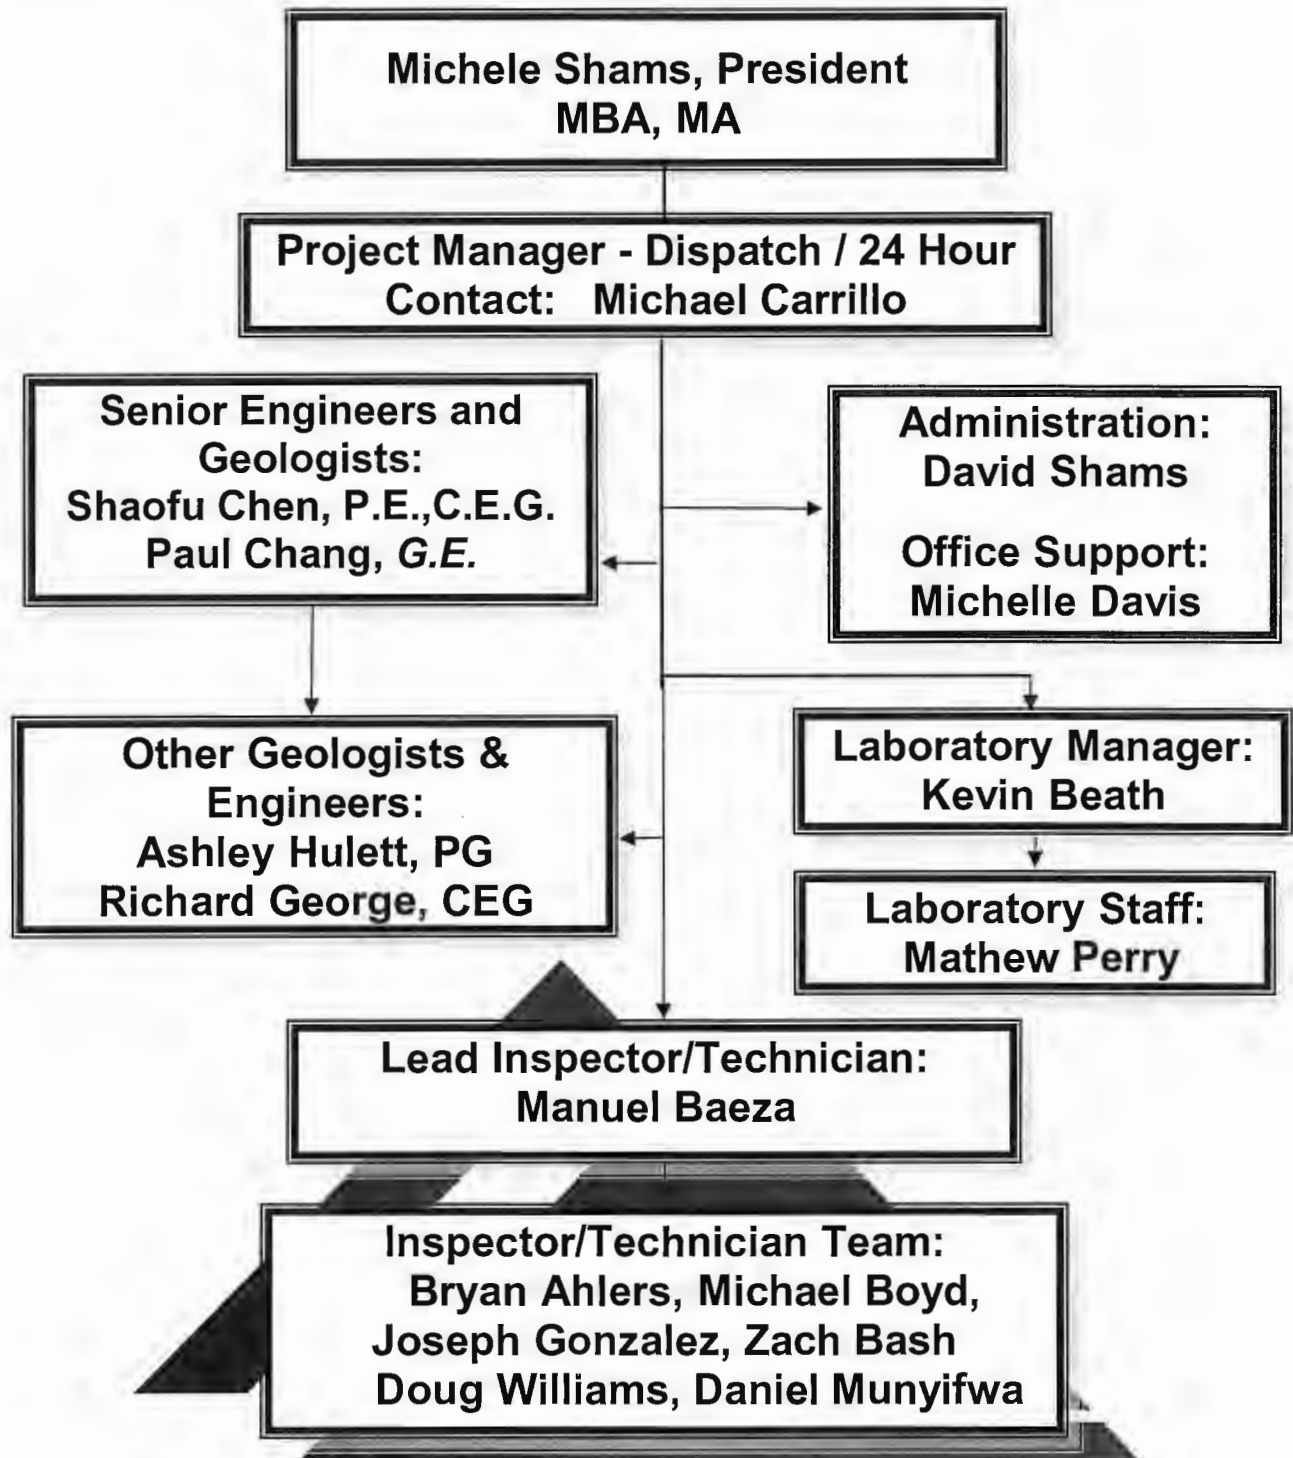 Michele Shams, President
MBA, MA
Project Manager - Dispatch / 24 Hour
Contact: Michael Carrillo
Senior Engineers and
Geologists:
Shaofu Chen, P.E.,C.E.G.
Paul Chang, G.E.
Administration:
David Shams
Office Support:
Michelle Davis
Other Geologists &
Engineers:
Ashley Hulett, PG
Richard George, CEG
Laboratory Manager:
Kevin Beath
Laboratory Staff:
Mathew Perry
Lead Inspector/Technician:
Manuel Baeza
Inspector/Technician Team:
Bryan Ahlers, Michael Boyd,
Joseph Gonzalez, Zach Bash
Doug Williams, Daniel Munyifwa